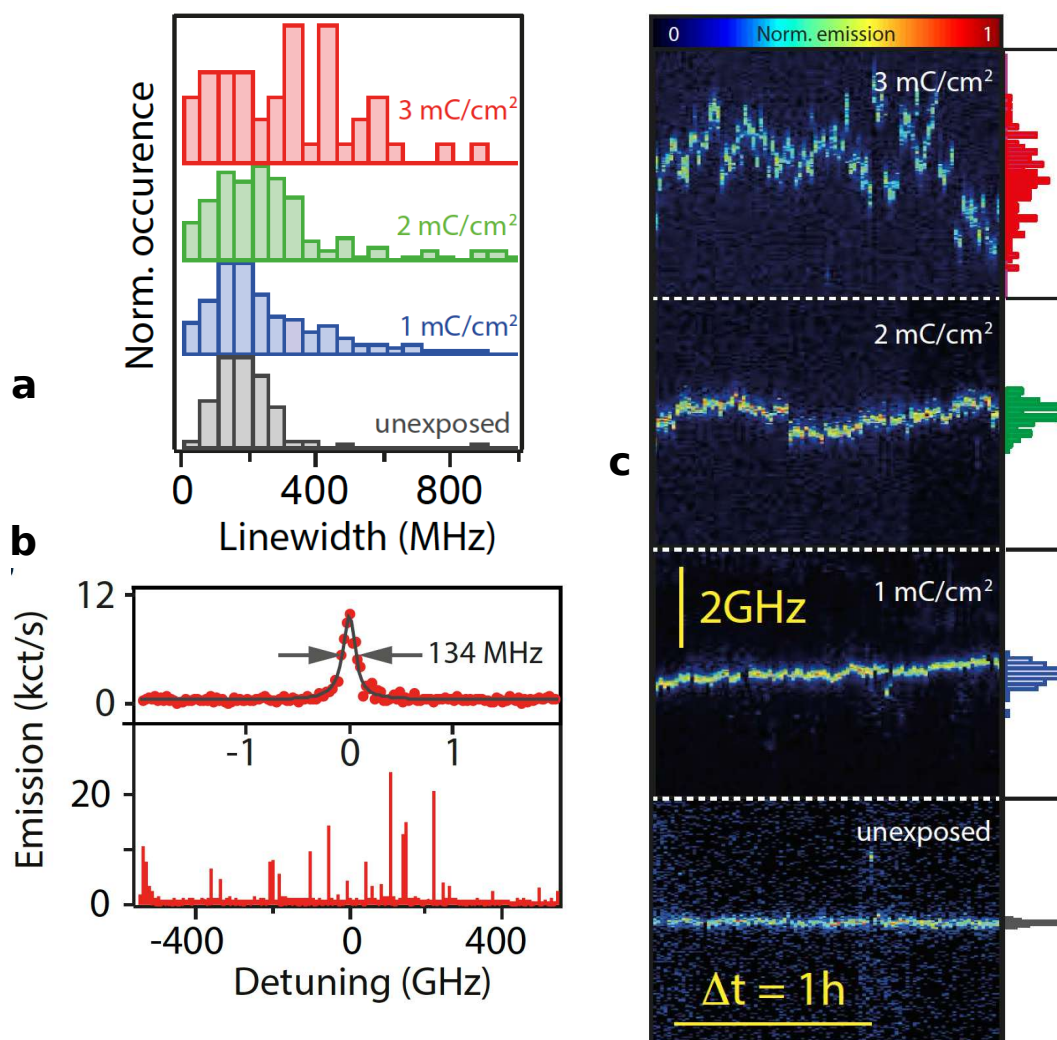 a
Norm. occurence
3 mC/cm²
2 mC/cm²
1 mC/cm²
unexposed
0 400 800
Linewidth (MHz)
b
Emission (kct/s)
12
0
134 MHz
-1 0 1
20
0
-400 0 400
Detuning (GHz)
c
0 Norm. emission 1
3 mC/cm²
2 mC/cm²
1 mC/cm²
2GHz
unexposed
Δt = 1h